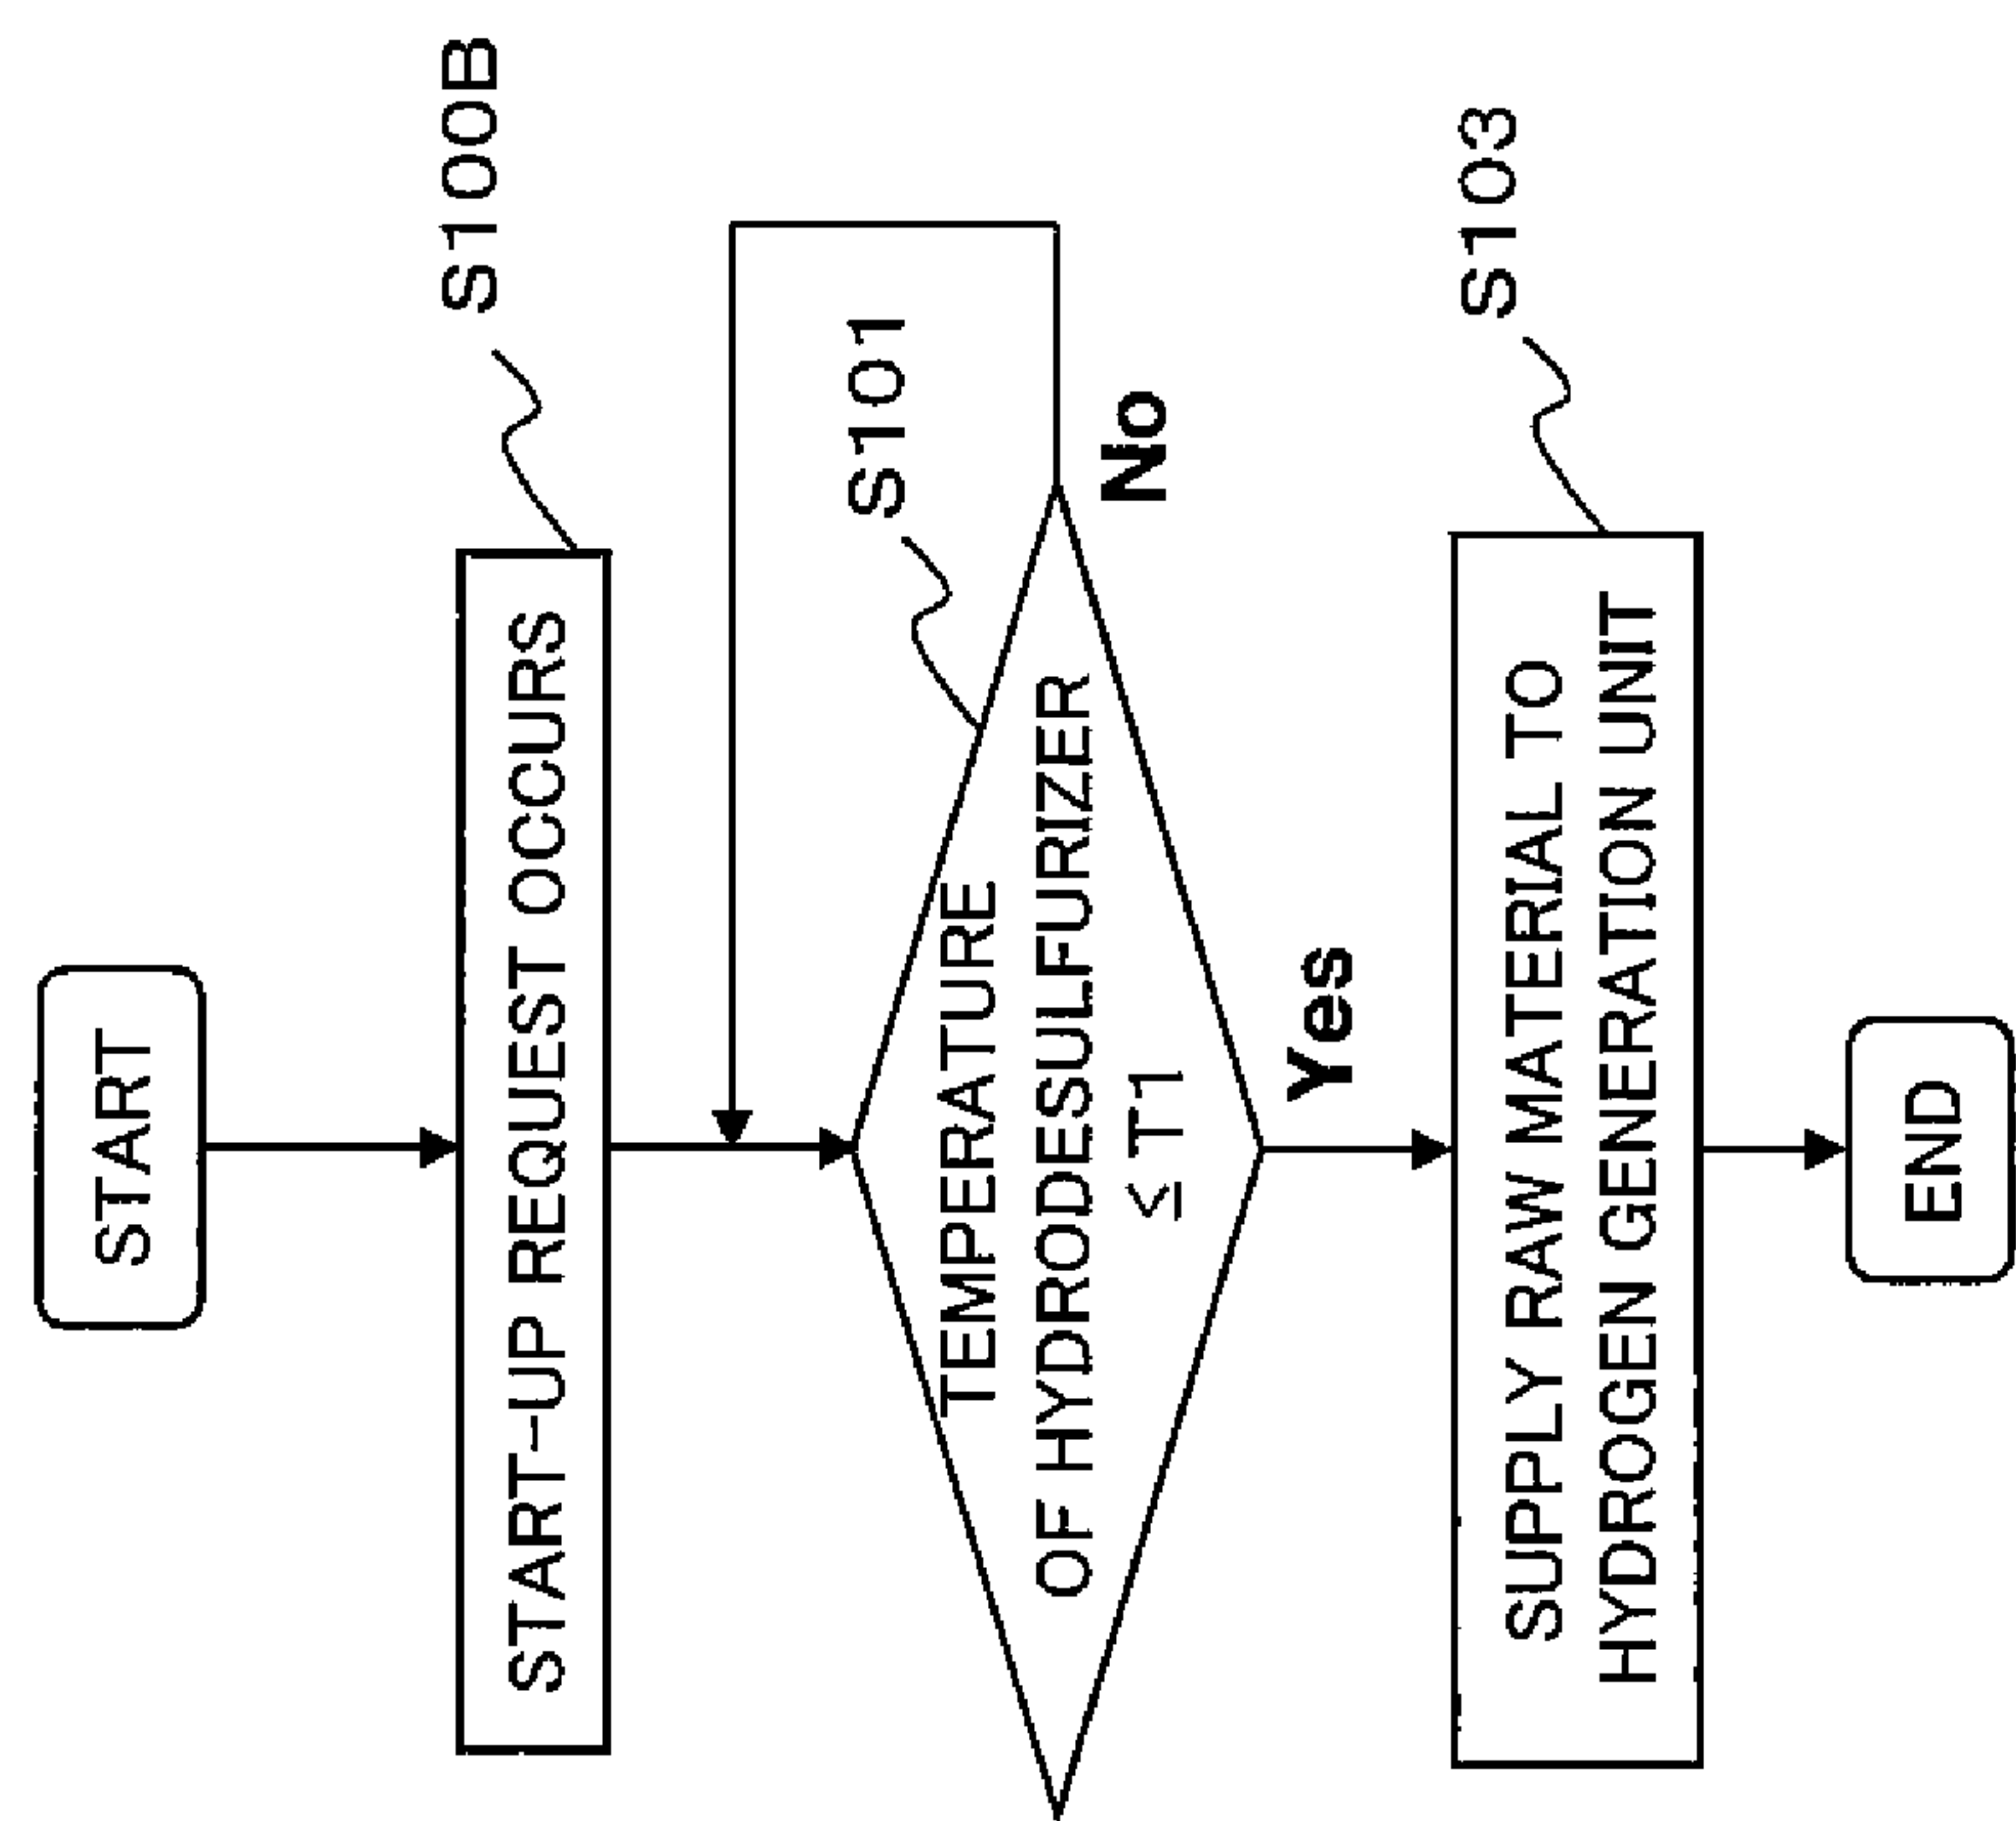 START
START-UP REQUEST OCCURS
S100B
TEMPERATURE
OF HYDRODESULFURIZER
≤ T1
S101
No
Yes
SUPPLY RAW MATERIAL TO
HYDROGEN GENERATION UNIT
S103
END